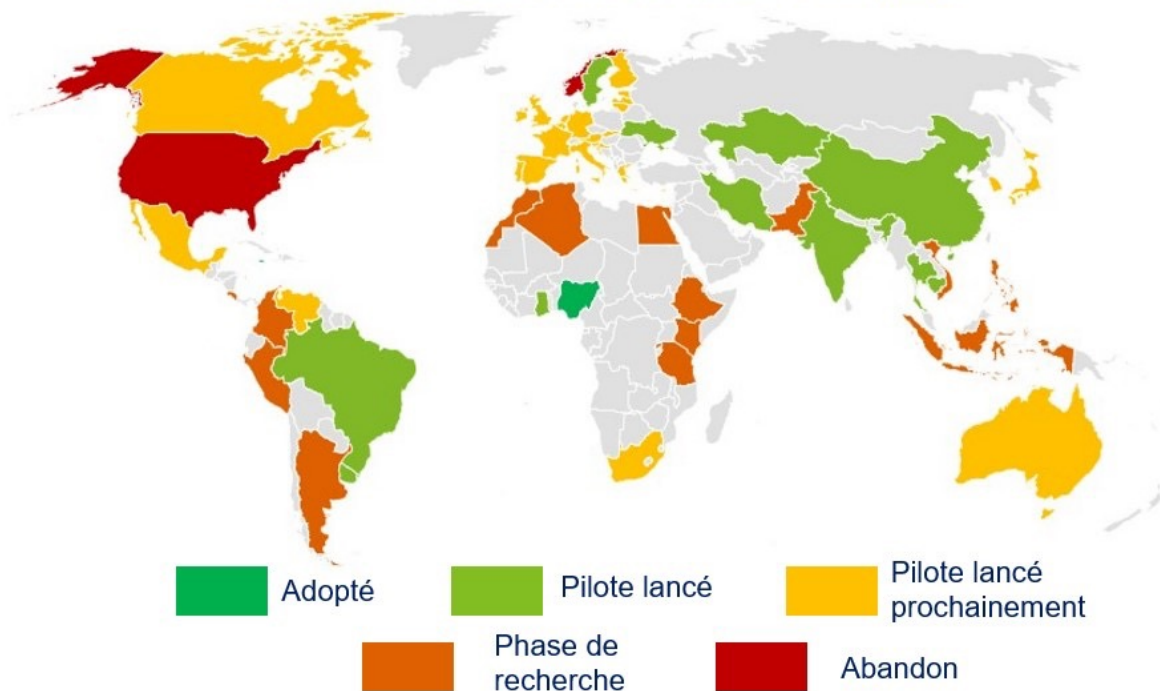 Adopté
Pilote lancé
Pilote lancé
prochainement
Phase de
recherche
Abandon